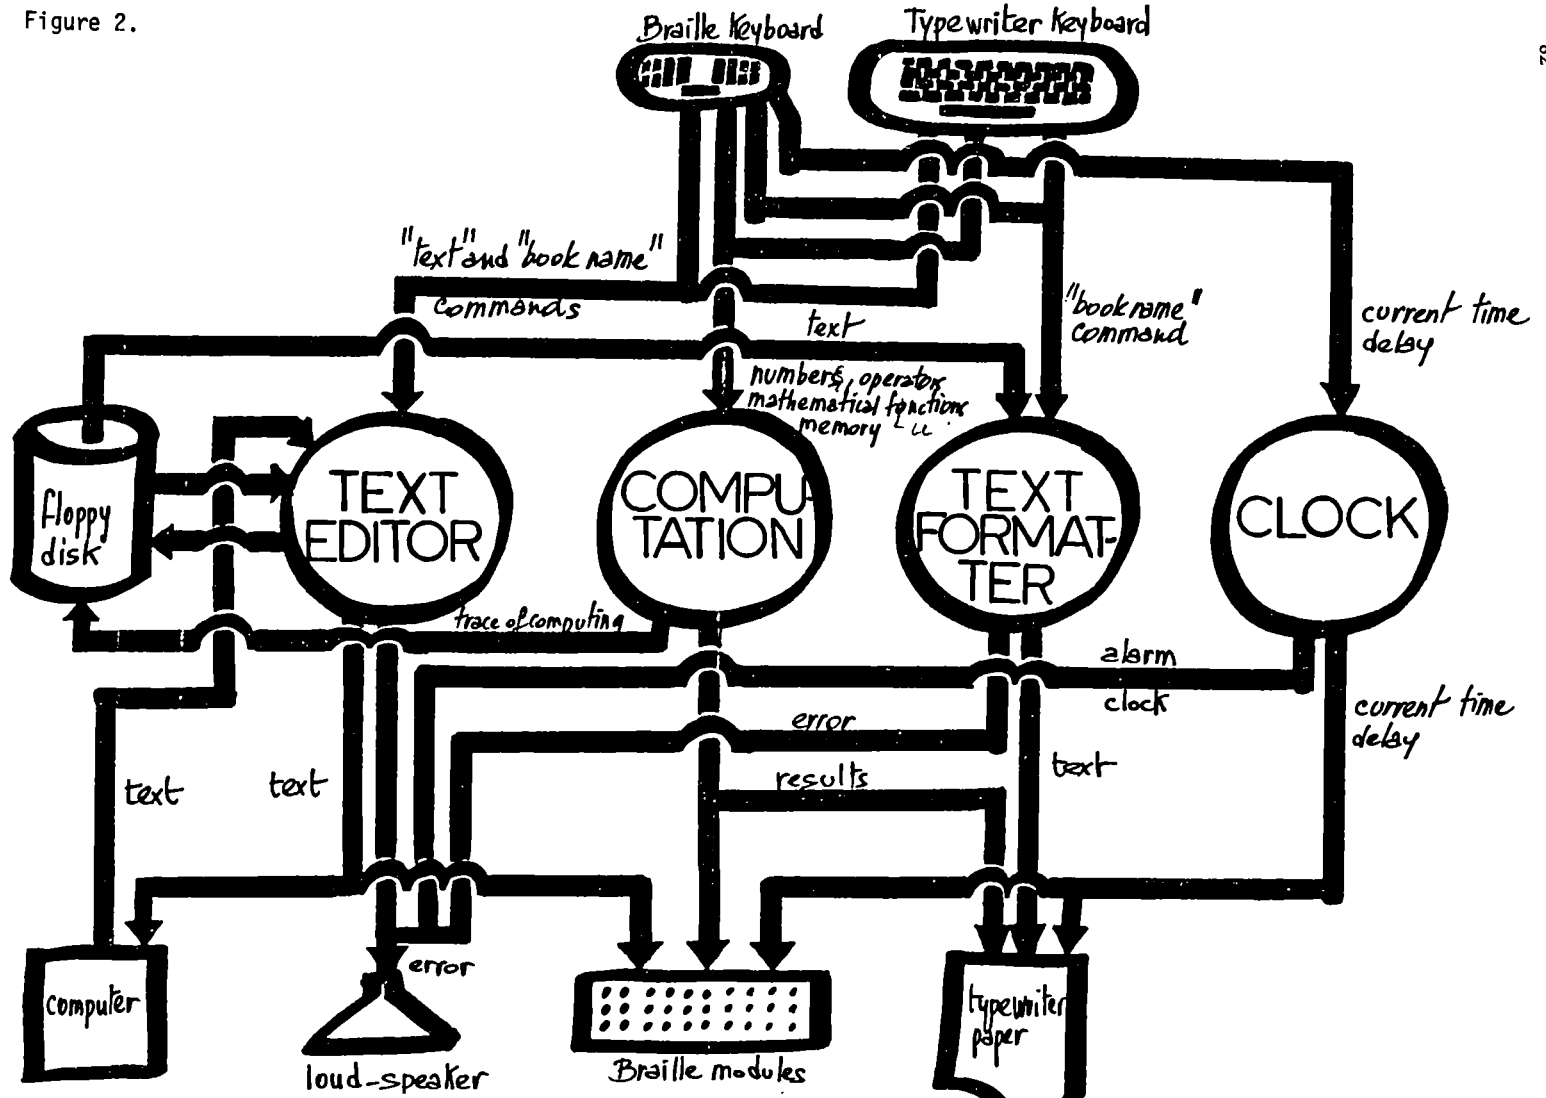 Figure 2.
Braille Keyboard
Typewriter Keyboard
"text" and "book name"
commands
text
"book name"
command
current time
delay
numbers, operators
mathematical functions
memory
floppy
disk
TEXT
EDITOR
COMPU-
TATION
TEXT
FORMAT-
TER
CLOCK
trace of computing
alarm
clock
error
current time
delay
results
text
text
text
error
computer
loud-speaker
Braille modules
typewriter
paper